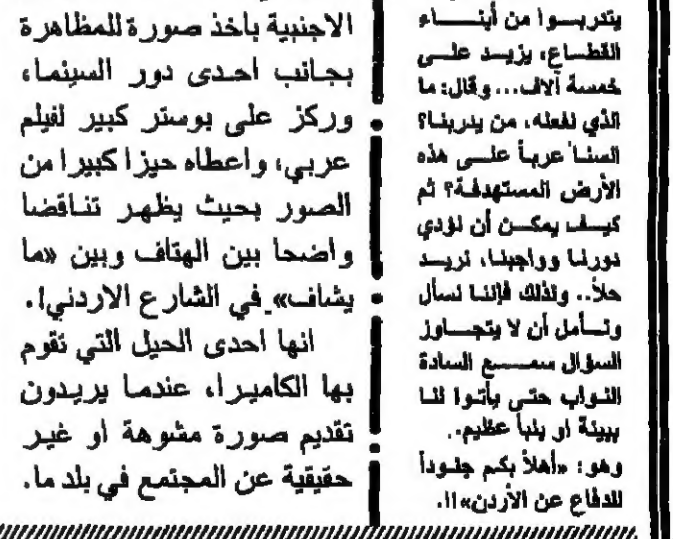 يتدربوا من أبناء
القطاع، يزيد على
خمسة آلاف... وقال: ما
الذي نفعله، من يدربنا؟
السنا عرباً على هذه
الأرض المستهدفة؟ ثم
كيف يمكن أن نؤدي
دورنا وواجبنا، نريد
حلاً.. ولذلك فإننا نسأل
ونأمل أن لا يتجاوز
السؤال سمع السادة
النواب حتى يأتوا لنا
ببينة او بنبأ عظيم..
وهو: «أهلاً بكم جنوداً
للدفاع عن الأردن»!!.
الاجنبية بأخذ صورة للمظاهرة
بجانب احدى دور السينما،
وركز على بوستر كبير لفيلم
عربي، واعطاه حيزا كبيرا من
الصور بحيث يظهر تناقضا
واضحا بين الهتاف وبين «ما
يشاف» في الشارع الاردني!.
انها احدى الحيل التي تقوم
بها الكاميرا، عندما يريدون
تقديم صورة مشوهة او غير
حقيقية عن المجتمع في بلد ما.